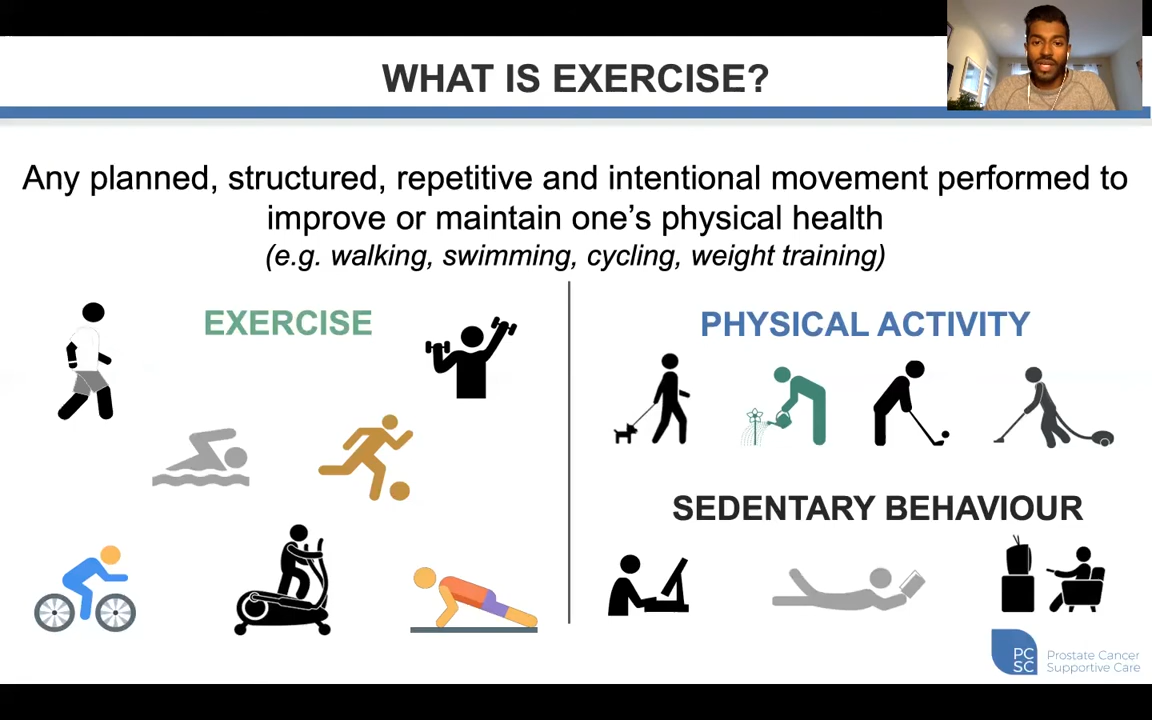 WHAT IS EXERCISE?
Any planned, structured, repetitive and intentional movement performed to
improve or maintain one’s physical health
(e.g. walking, swimming, cycling, weight training)
EXERCISE
PHYSICAL ACTIVITY
SEDENTARY BEHAVIOUR
PC
SC
Prostate Cancer
Supportive Care